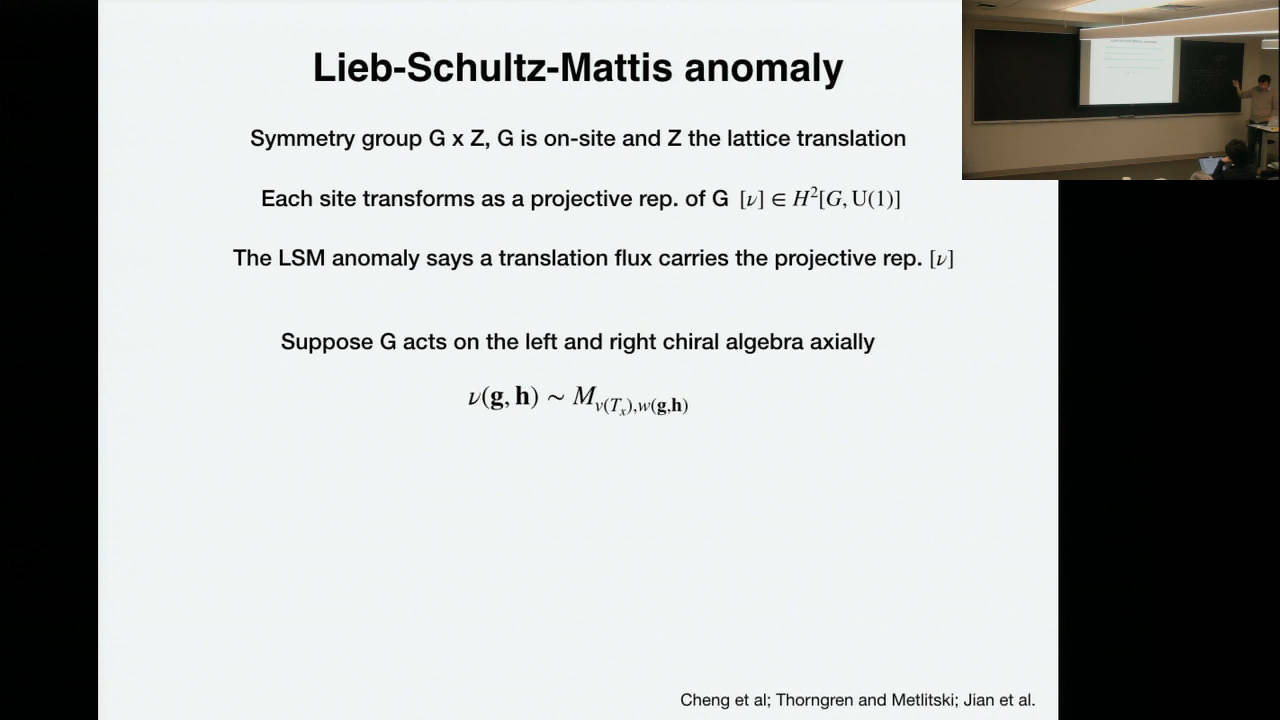 Lieb-Schultz-Mattis anomaly
Symmetry group G x Z, G is on-site and Z the lattice translation
Each site transforms as a projective rep. of G [ν] ∈ H²[G, U(1)]
The LSM anomaly says a translation flux carries the projective rep. [ν]
Suppose G acts on the left and right chiral algebra axially
ν(g, h) ∼ M_{v(T_x),w(g,h)}
Cheng et al; Thorngren and Metlitski; Jian et al.